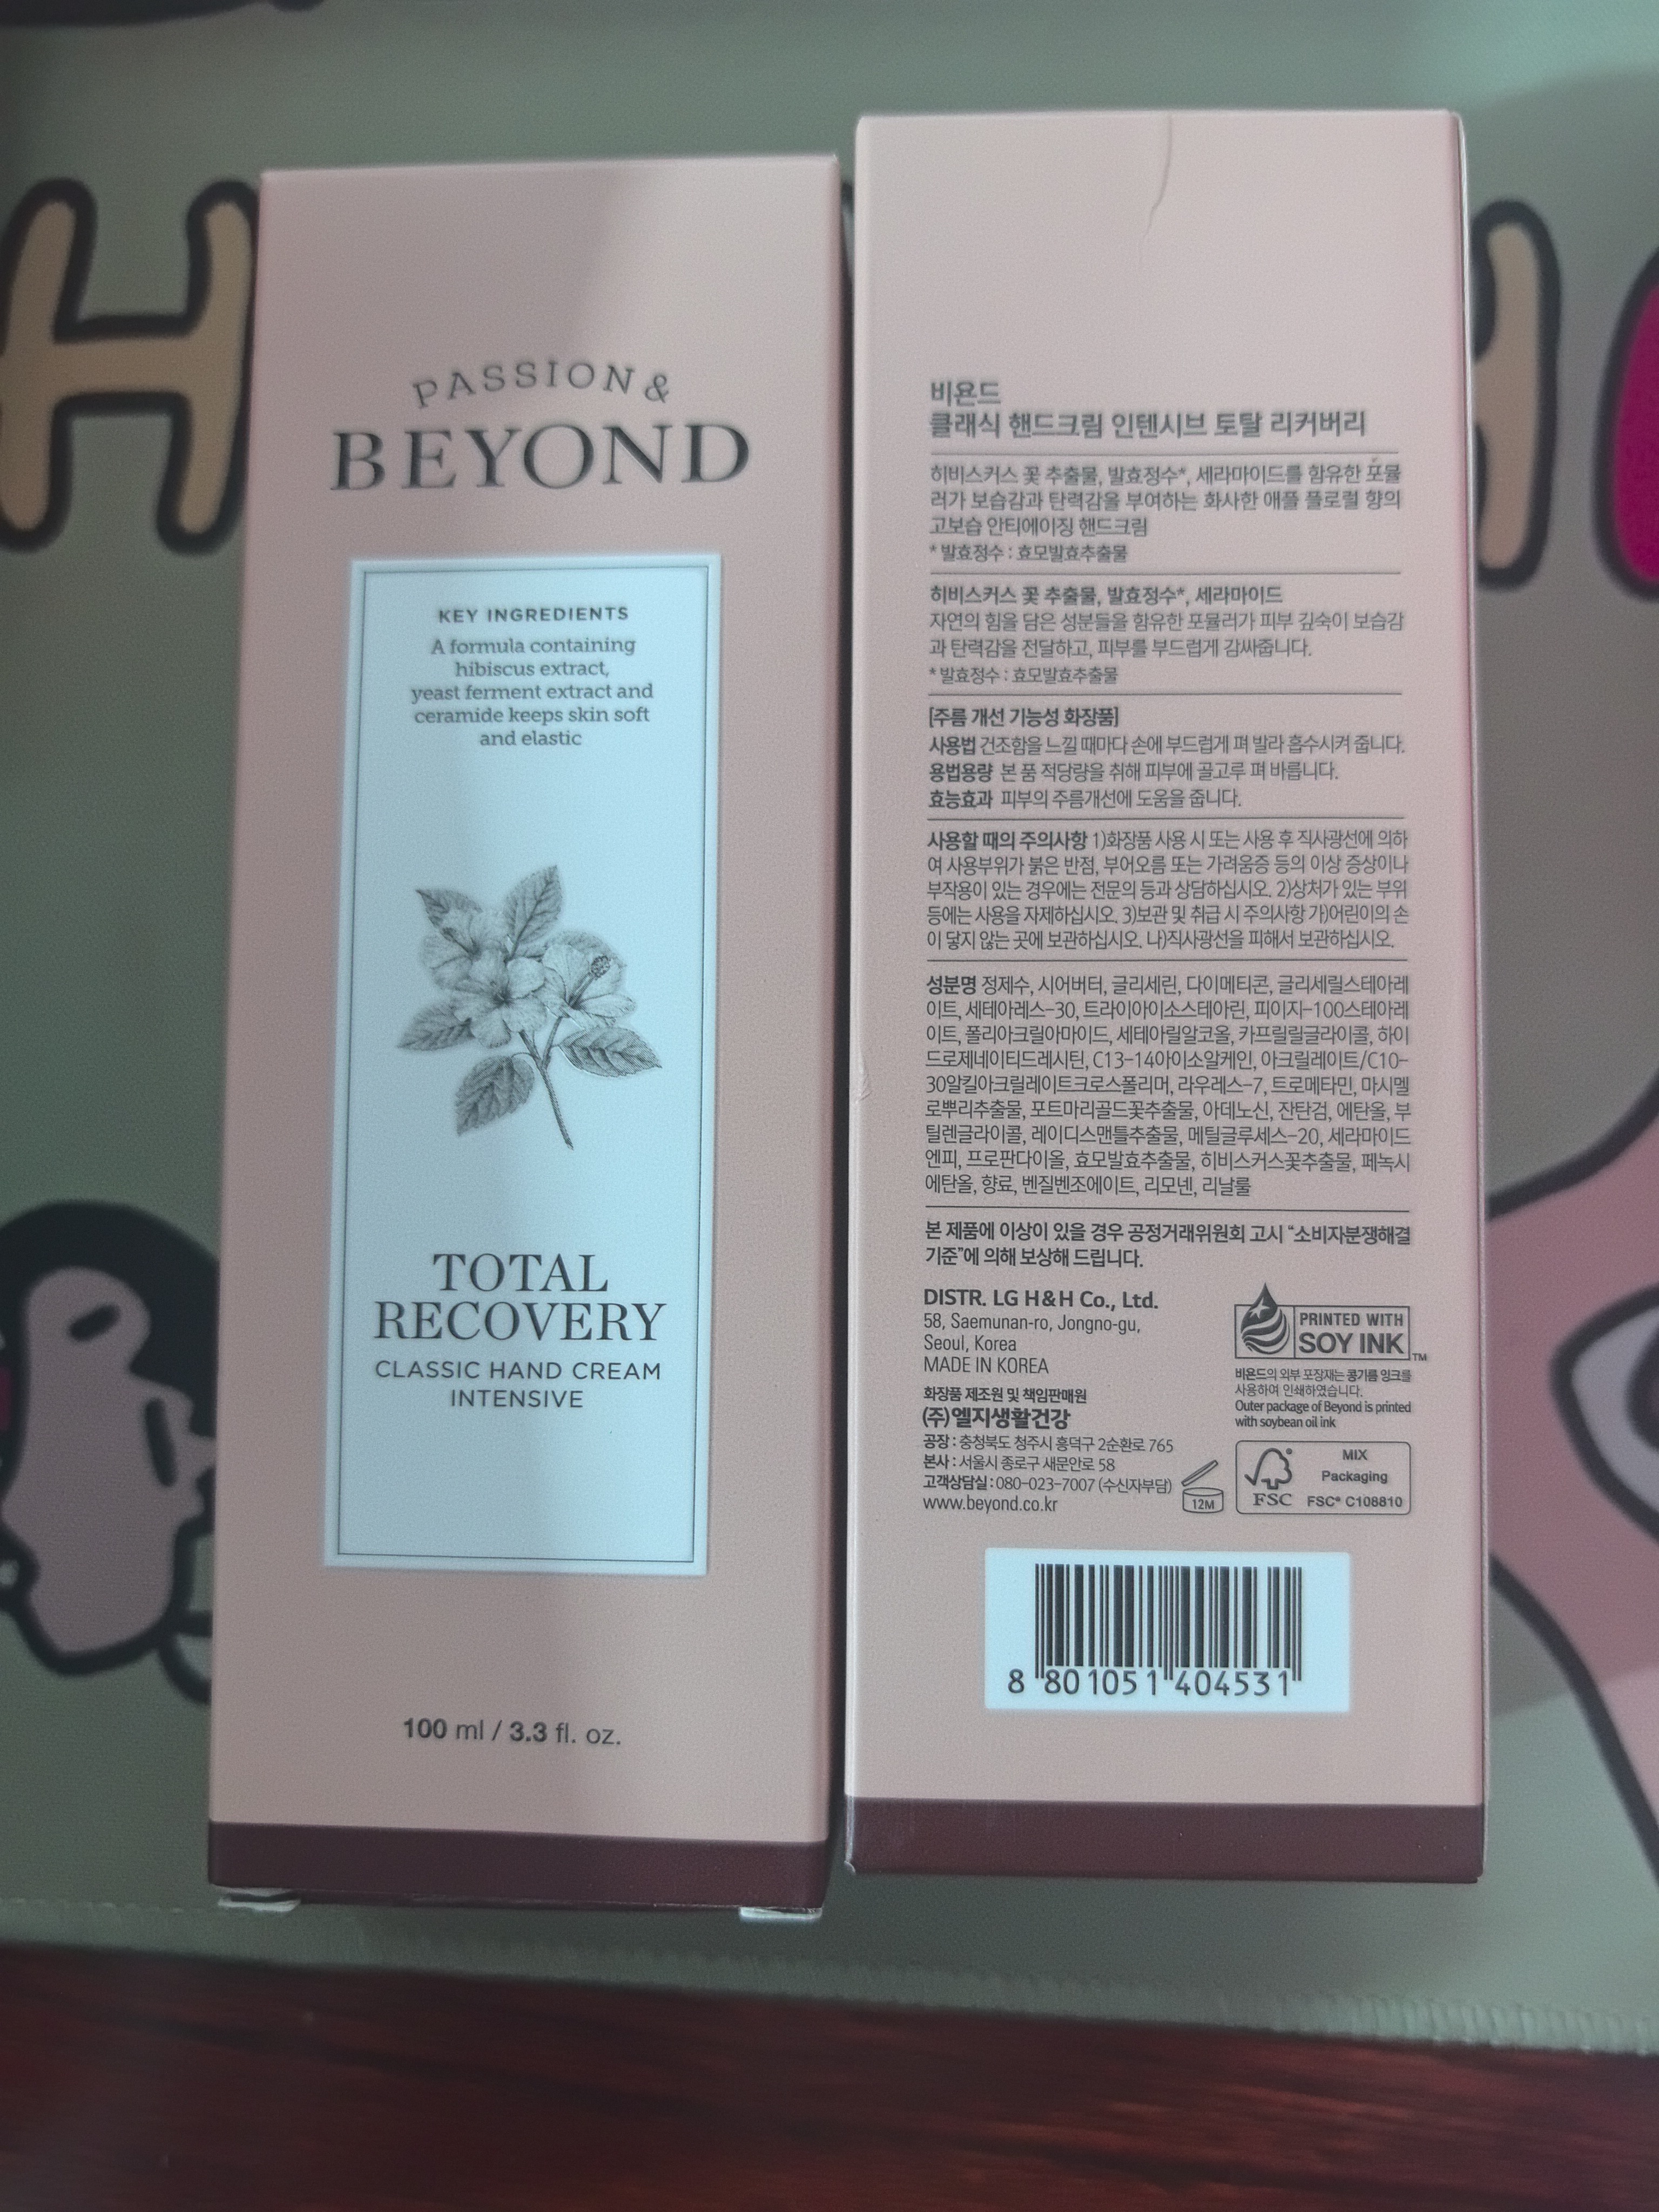 H
PASSION &
BEYOND
KEY INGREDIENTS
A formula containing
hibiscus extract,
yeast ferment extract and
ceramide keeps skin soft
and elastic
TOTAL
RECOVERY
CLASSIC HAND CREAM
INTENSIVE
100 ml / 3.3 fl. oz.
비욘드
클래식 핸드크림 인텐시브 토탈 리커버리
히비스커스 꽃 추출물, 발효정수*, 세라마이드를 함유한 포뮬
러가 보습감과 탄력감을 부여하는 화사한 애플 플로럴 향의
고보습 안티에이징 핸드크림
* 발효정수 : 효모발효추출물
히비스커스 꽃 추출물, 발효정수*, 세라마이드
자연의 힘을 담은 성분들을 함유한 포뮬러가 피부 깊숙이 보습감
과 탄력감을 전달하고, 피부를 부드럽게 감싸줍니다.
* 발효정수 : 효모발효추출물
[주름 개선 기능성 화장품]
사용법 건조함을 느낄 때마다 손에 부드럽게 펴 발라 흡수시켜 줍니다.
용법용량 본 품 적당량을 취해 피부에 골고루 펴 바릅니다.
효능효과 피부의 주름개선에 도움을 줍니다.
사용할 때의 주의사항 1)화장품 사용 시 또는 사용 후 직사광선에 의하
여 사용부위가 붉은 반점, 부어오름 또는 가려움증 등의 이상 증상이나
부작용이 있는 경우에는 전문의 등과 상담하십시오. 2)상처가 있는 부위
등에는 사용을 자제하십시오. 3)보관 및 취급 시 주의사항 가)어린이의 손
이 닿지 않는 곳에 보관하십시오. 나)직사광선을 피해서 보관하십시오.
성분명 정제수, 시어버터, 글리세린, 다이메티콘, 글리세릴스테아레
이트, 세테아레스-30, 트라이아이소스테아린, 피이지-100스테아레
이트, 폴리아크릴아마이드, 세테아릴알코올, 카프릴릴글라이콜, 하이
드로제네이티드레시틴, C13-14아이소알케인, 아크릴레이트/C10-
30알킬아크릴레이트크로스폴리머, 라우레스-7, 트로메타민, 마시멜
로뿌리추출물, 포트마리골드꽃추출물, 아데노신, 잔탄검, 에탄올, 부
틸렌글라이콜, 레이디스맨틀추출물, 메틸글루세스-20, 세라마이드
엔피, 프로판다이올, 효모발효추출물, 히비스커스꽃추출물, 페녹시
에탄올, 향료, 벤질벤조에이트, 리모넨, 리날룰
본 제품에 이상이 있을 경우 공정거래위원회 고시 “소비자분쟁해결
기준”에 의해 보상해 드립니다.
DISTR. LG H&H Co., Ltd.
58, Saemunan-ro, Jongno-gu,
Seoul, Korea
MADE IN KOREA
화장품 제조원 및 책임판매원
(주)엘지생활건강
공장 : 충청북도 청주시 흥덕구 2순환로 765
본사 : 서울시 종로구 새문안로 58
고객상담실 : 080-023-7007 (수신자부담)
www.beyond.co.kr
12M
PRINTED WITH
SOY INK™
비욘드의 외부 포장재는 콩기름 잉크를
사용하여 인쇄하였습니다.
Outer package of Beyond is printed
with soybean oil ink
FSC
MIX
Packaging
FSC® C108810
8 801051 404531